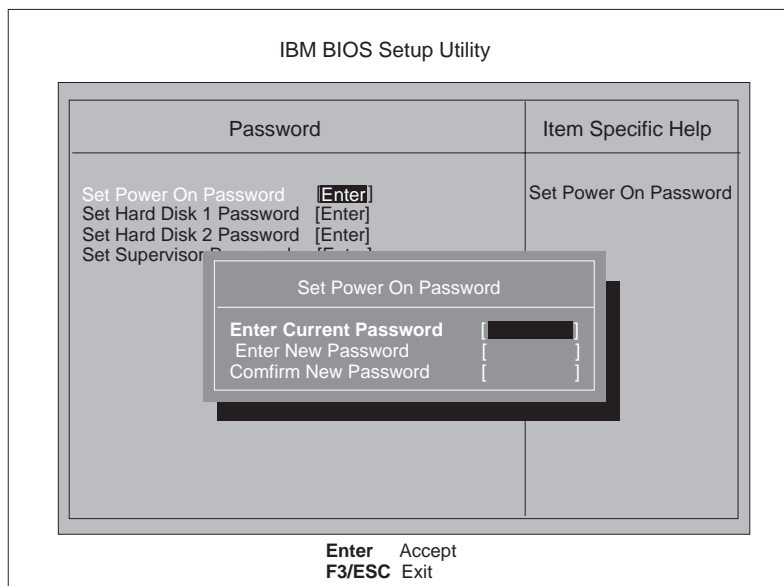 IBM BIOS Setup Utility
Password
Item Specific Help
Set Power On Password [Enter]
Set Power On Password
Set Hard Disk 1 Password [Enter]
Set Hard Disk 2 Password [Enter]
Set Supervisor
Set Power On Password
Enter Current Password [ ]
Enter New Password [ ]
Comfirm New Password [ ]
Enter Accept
F3/ESC Exit